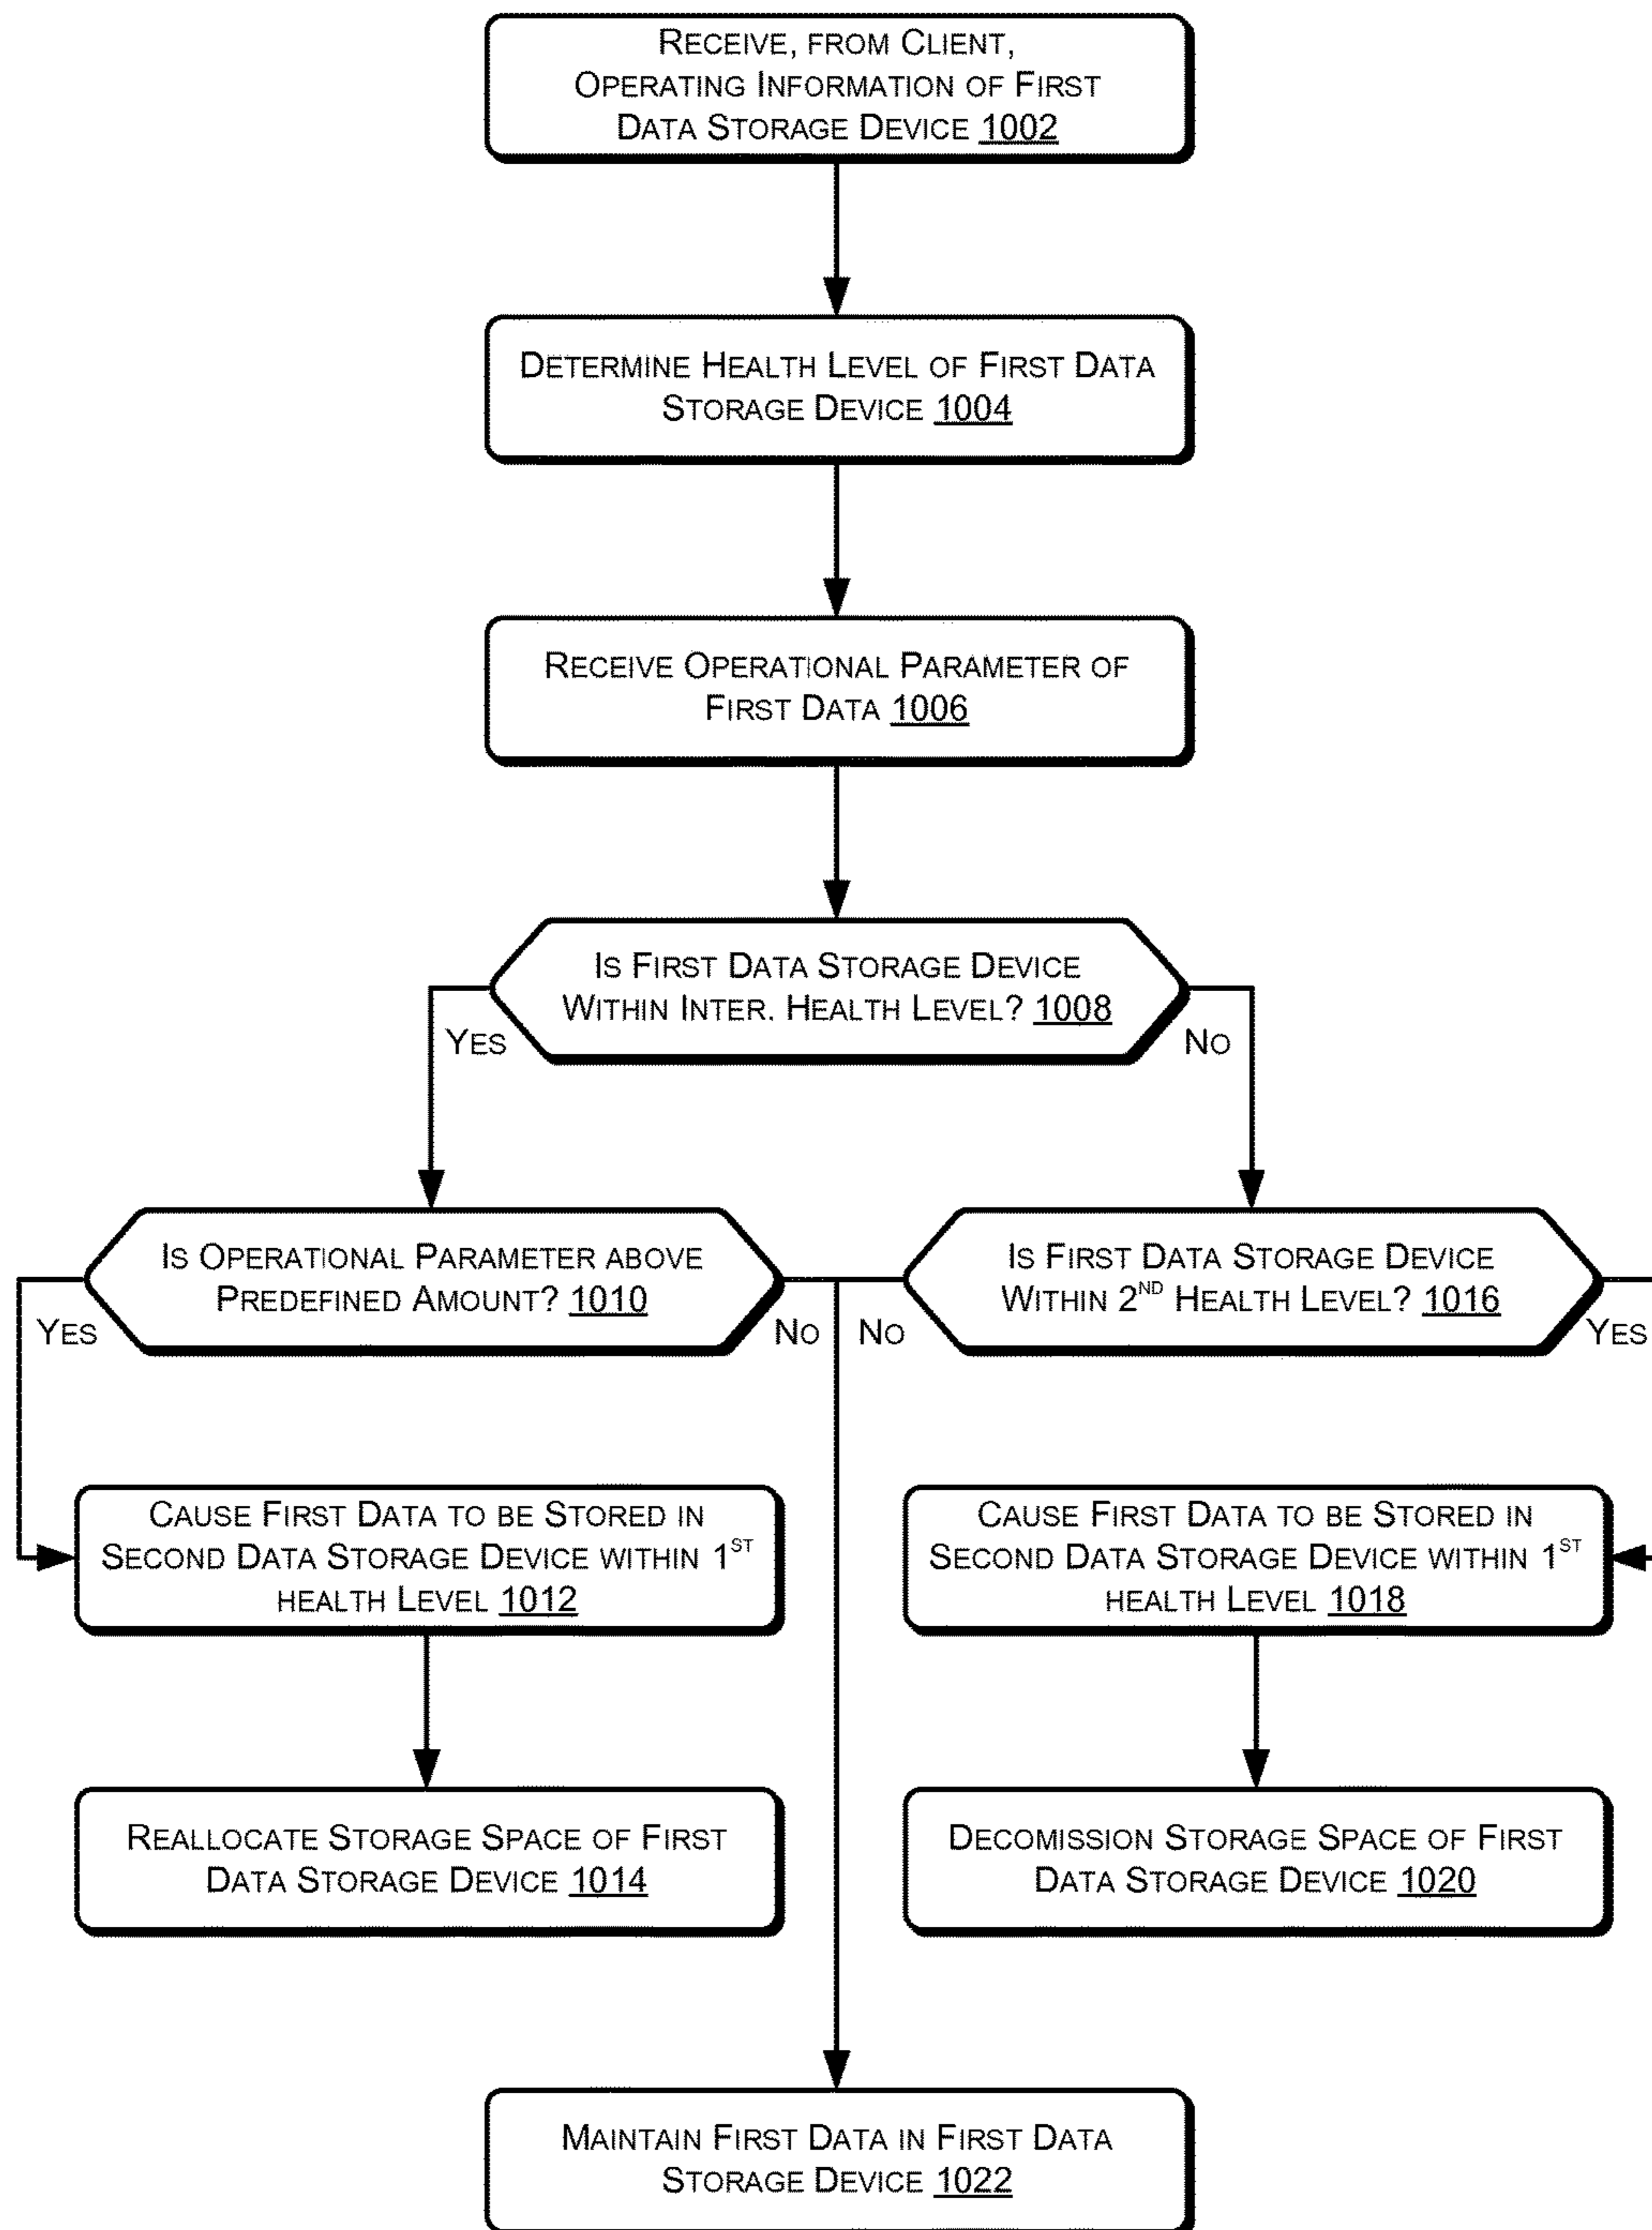 RECEIVE, FROM CLIENT,
OPERATING INFORMATION OF FIRST
DATA STORAGE DEVICE 1002
DETERMINE HEALTH LEVEL OF FIRST DATA
STORAGE DEVICE 1004
RECEIVE OPERATIONAL PARAMETER OF
FIRST DATA 1006
IS FIRST DATA STORAGE DEVICE
WITHIN INTER. HEALTH LEVEL? 1008
YES
NO
IS OPERATIONAL PARAMETER ABOVE
PREDEFINED AMOUNT? 1010
YES
NO
IS FIRST DATA STORAGE DEVICE
WITHIN 2ND HEALTH LEVEL? 1016
NO
YES
CAUSE FIRST DATA TO BE STORED IN
SECOND DATA STORAGE DEVICE WITHIN 1ST
HEALTH LEVEL 1012
CAUSE FIRST DATA TO BE STORED IN
SECOND DATA STORAGE DEVICE WITHIN 1ST
HEALTH LEVEL 1018
REALLOCATE STORAGE SPACE OF FIRST
DATA STORAGE DEVICE 1014
DECOMISSION STORAGE SPACE OF FIRST
DATA STORAGE DEVICE 1020
MAINTAIN FIRST DATA IN FIRST DATA
STORAGE DEVICE 1022